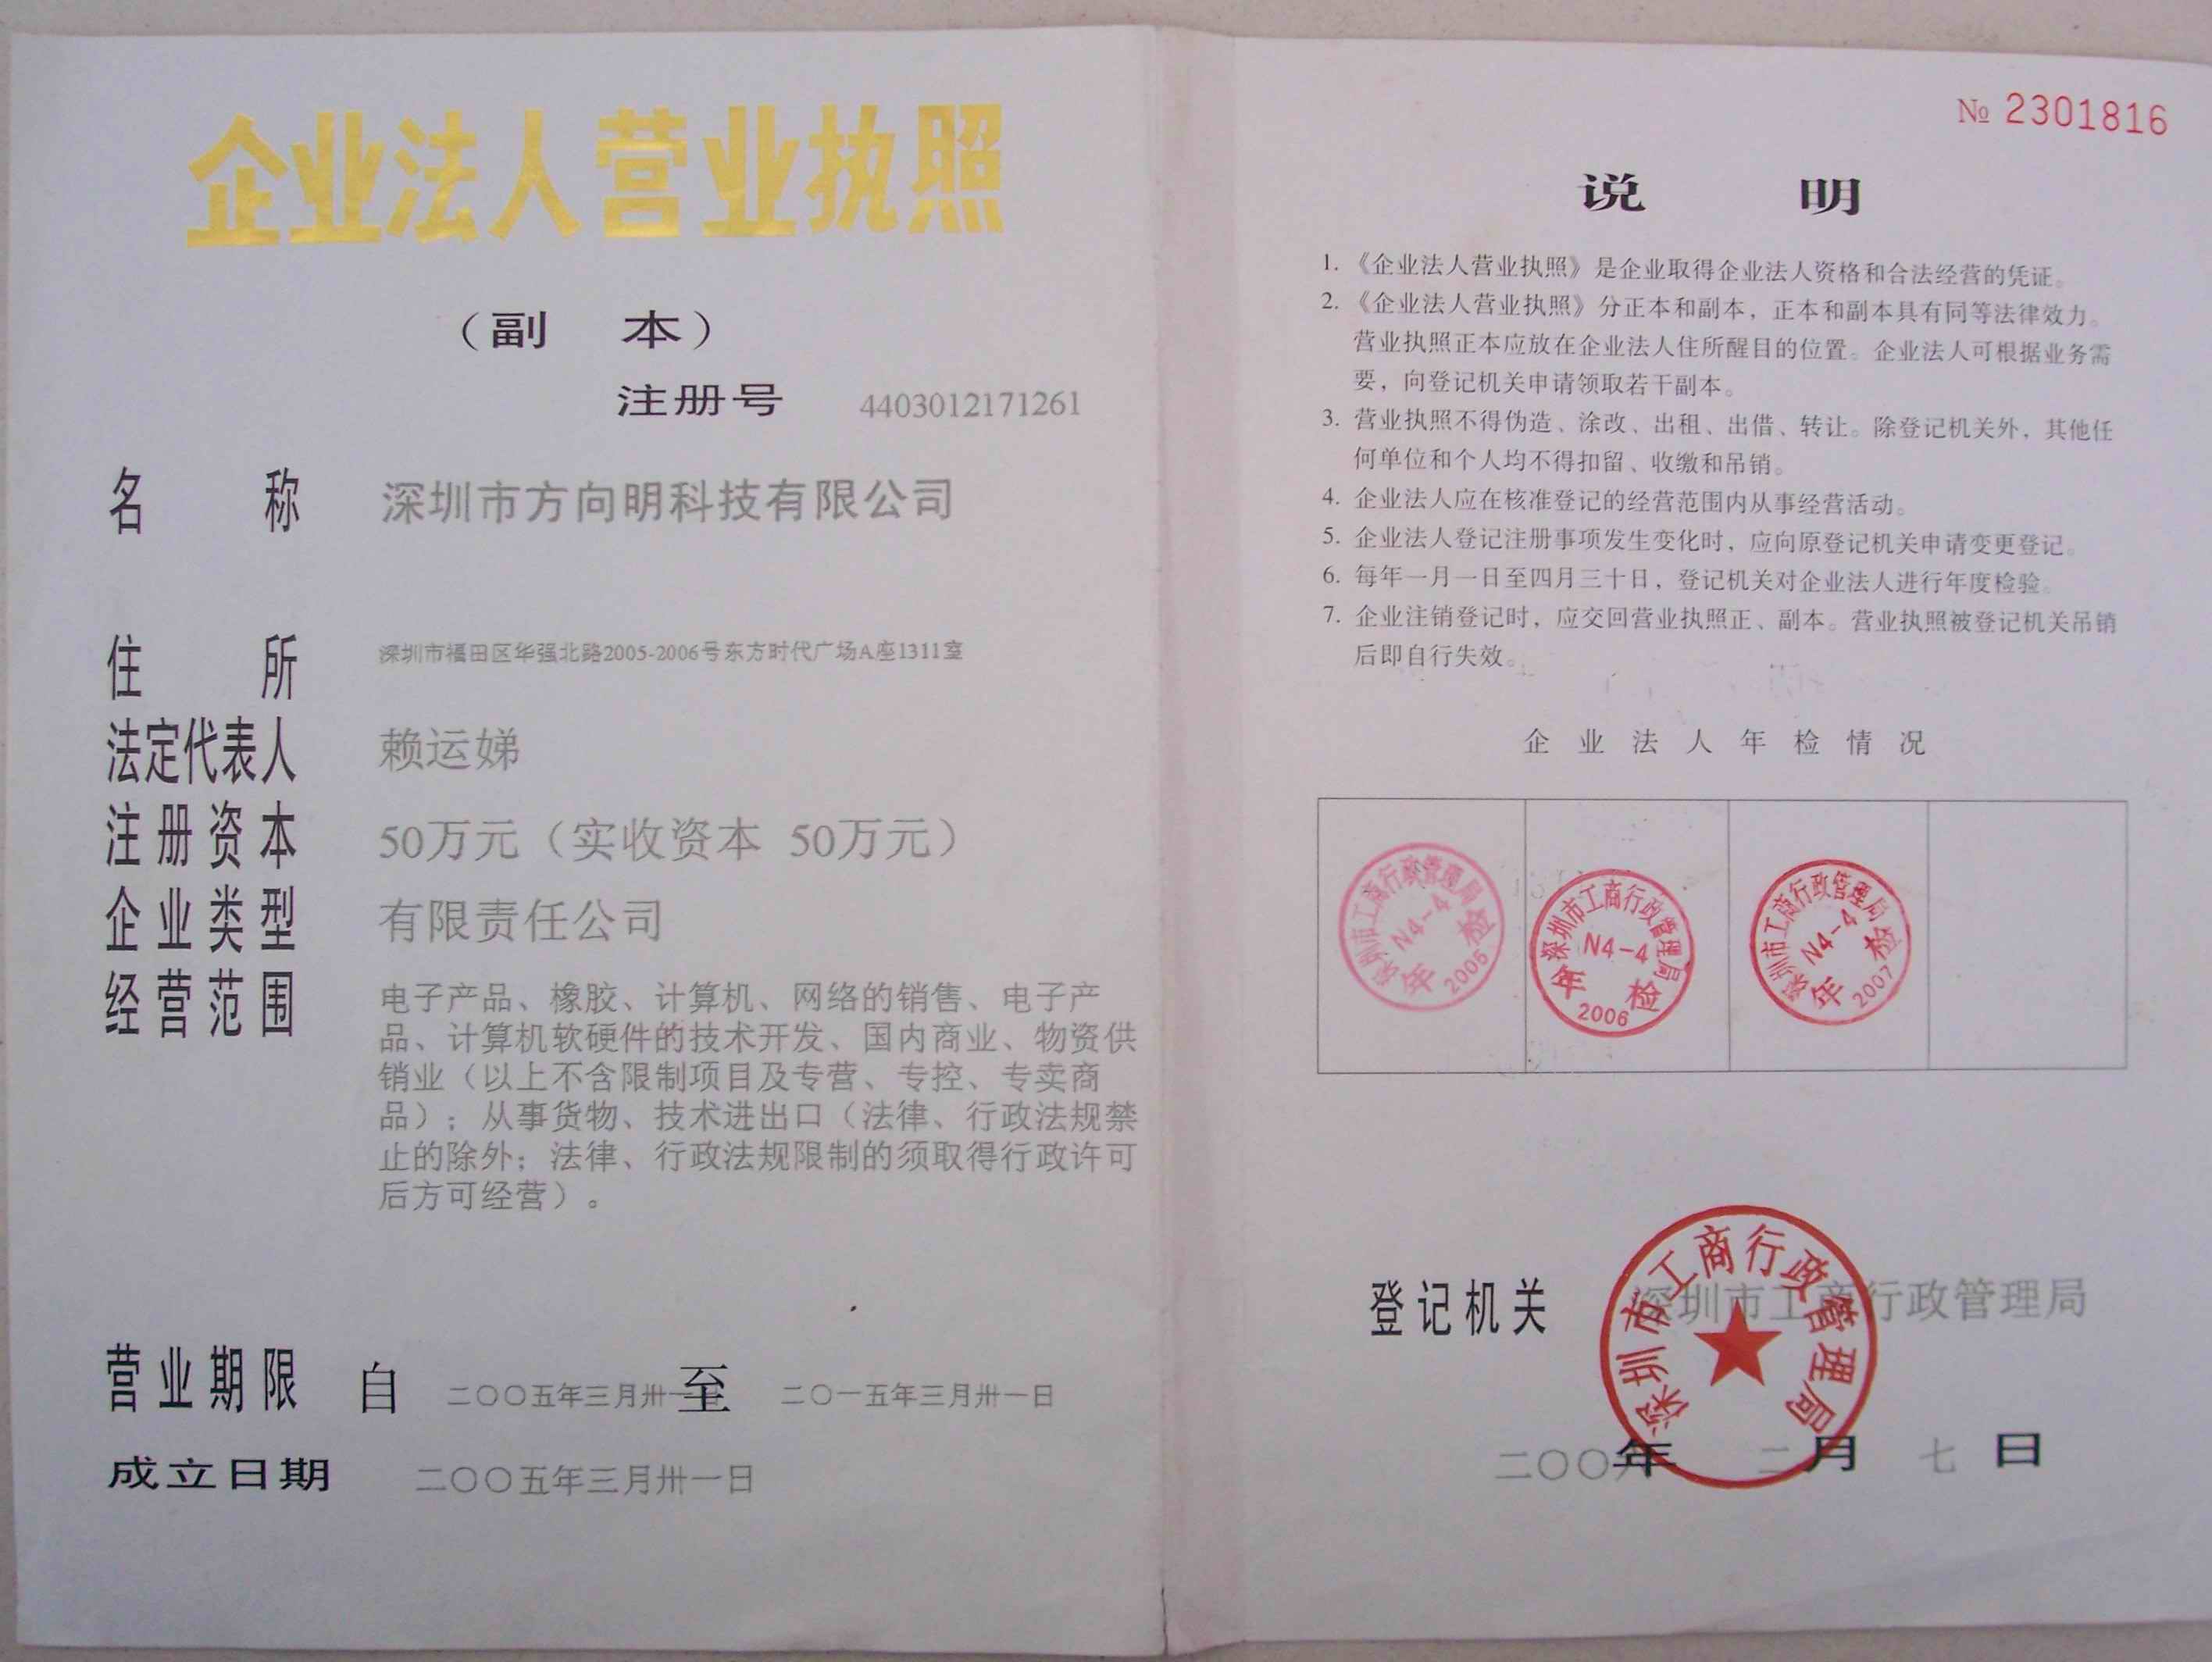 企业法人营业执照
（副 本）
注册号 4403012171261
名 称 深圳市方向明科技有限公司
住 所 深圳市福田区华强北路2005-2006号东方时代广场A座1311室
法定代表人 赖运娣
注册资本 50万元（实收资本 50万元）
企业类型 有限责任公司
经营范围 电子产品、橡胶、计算机、网络的销售、电子产
品、计算机软硬件的技术开发、国内商业、物资供
销业（以上不含限制项目及专营、专控、专卖商
品）；从事货物、技术进出口（法律、行政法规禁
止的除外；法律、行政法规限制的须取得行政许可
后方可经营）。
营业期限 自 二〇〇五年三月卅一 至 二〇一五年三月卅一日
成立日期 二〇〇五年三月卅一日
№ 2301816
说 明
1. 《企业法人营业执照》是企业取得企业法人资格和合法经营的凭证。
2. 《企业法人营业执照》分正本和副本，正本和副本具有同等法律效力。
营业执照正本应放在企业法人住所醒目的位置。企业法人可根据业务需
要，向登记机关申请领取若干副本。
3. 营业执照不得伪造、涂改、出租、出借、转让。除登记机关外，其他任
何单位和个人均不得扣留、收缴和吊销。
4. 企业法人应在核准登记的经营范围内从事经营活动。
5. 企业法人登记注册事项发生变化时，应向原登记机关申请变更登记。
6. 每年一月一日至四月三十日，登记机关对企业法人进行年度检验。
7. 企业注销登记时，应交回营业执照正、副本。营业执照被登记机关吊销
后即自行失效。
企业法人年检情况
深圳市工商行政管理局
N4-4
年检
深圳市工商行政管理局
N4-4
年检
2006
深圳市工商行政管理局
N4-4
年检
2007
登记机关 深圳市工商行政管理局
深圳市工商行政管理局
二〇〇 年 二月 七日